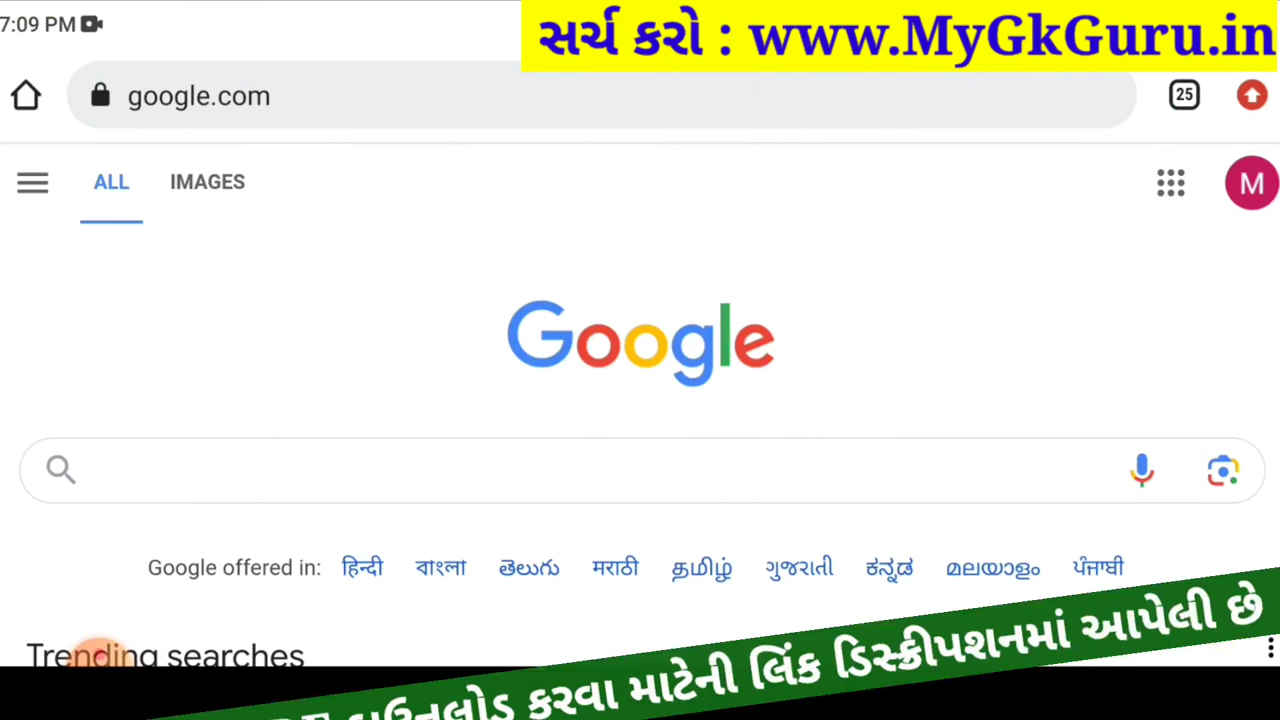 7:09 PM
સર્ચ કરો : www.MyGkGuru.in
google.com
25
ALL IMAGES
M
Google
Google offered in: हिन्दी বাংলা తెలుగు मराठी தமிழ் ગુજરાતી ಕನ್ನಡ മലയാളം ਪੰਜਾਬੀ
Trending searches
ડાઉનલોડ કરવા માટેની લિંક ડિસ્ક્રીપશનમાં આપેલી છે